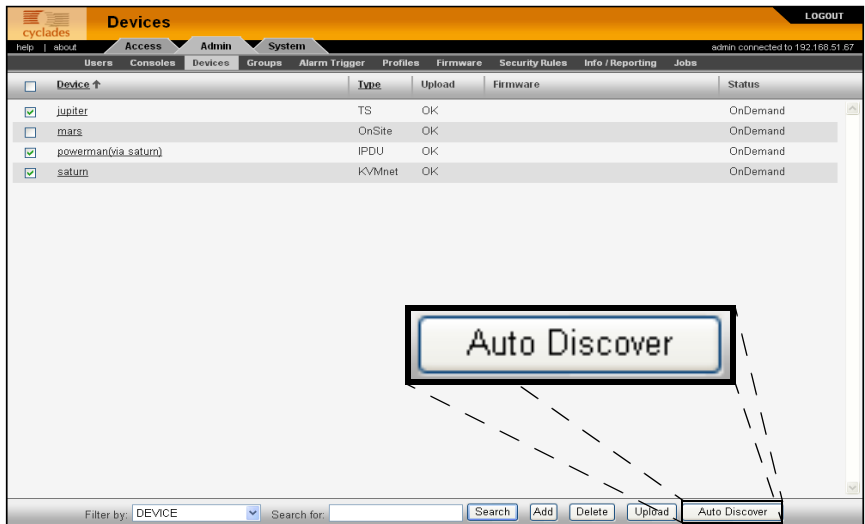 cyclades
Devices
LOGOUT
help | about
Access Admin System
admin connected to 192.168.51.67
Users Consoles Devices Groups Alarm Trigger Profiles Firmware Security Rules Info / Reporting Jobs
Device ↑ Type Upload Firmware Status
jupiter TS OK OnDemand
mars OnSite OK OnDemand
powerman(via saturn) IPDU OK OnDemand
saturn KVMnet OK OnDemand
Auto Discover
Filter by: DEVICE Search for: Search Add Delete Upload Auto Discover